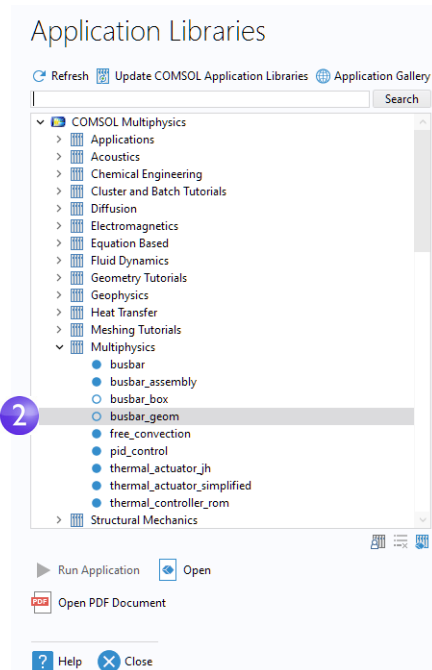 Application Libraries
Refresh Update COMSOL Application Libraries Application Gallery
Search
COMSOL Multiphysics
Applications
Acoustics
Chemical Engineering
Cluster and Batch Tutorials
Diffusion
Electromagnetics
Equation Based
Fluid Dynamics
Geometry Tutorials
Geophysics
Heat Transfer
Meshing Tutorials
Multiphysics
busbar
busbar_assembly
busbar_box
2 busbar_geom
free_convection
pid_control
thermal_actuator_jh
thermal_actuator_simplified
thermal_controller_rom
Structural Mechanics
Run Application Open
PDF Open PDF Document
? Help Close